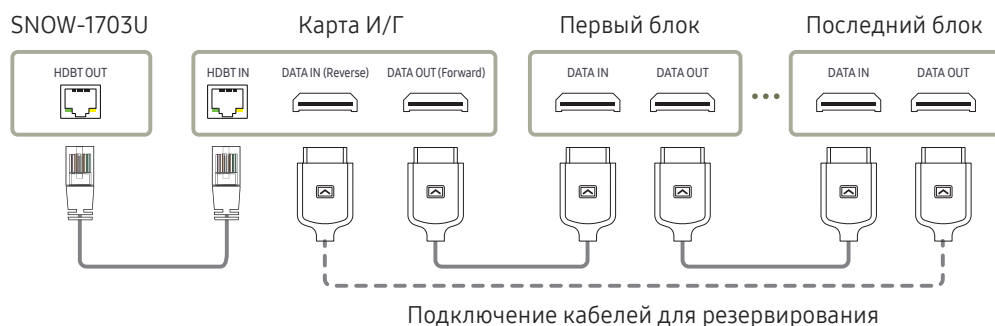 SNOW-1703U Карта И/Г Первый блок Последний блок
HDBT OUT HDBT IN DATA IN (Reverse) DATA OUT (Forward) DATA IN DATA OUT DATA IN DATA OUT
Подключение кабелей для резервирования